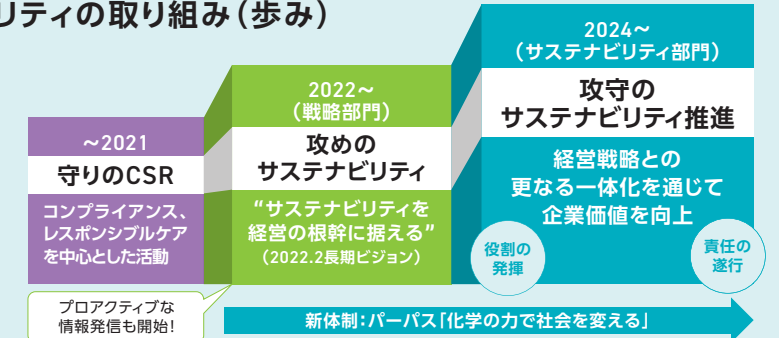 リティの取り組み（歩み）
～2021
守りのCSR
コンプライアンス、
レスポンシブルケア
を中心とした活動
プロアクティブな
情報発信も開始！
2022～
（戦略部門）
攻めの
サステナビリティ
“サステナビリティを
経営の根幹に据える”
（2022.2長期ビジョン）
2024～
（サステナビリティ部門）
攻守の
サステナビリティ推進
経営戦略との
更なる一体化を通じて
企業価値を向上
役割の
発揮
責任の
遂行
新体制：パーパス「化学の力で社会を変える」